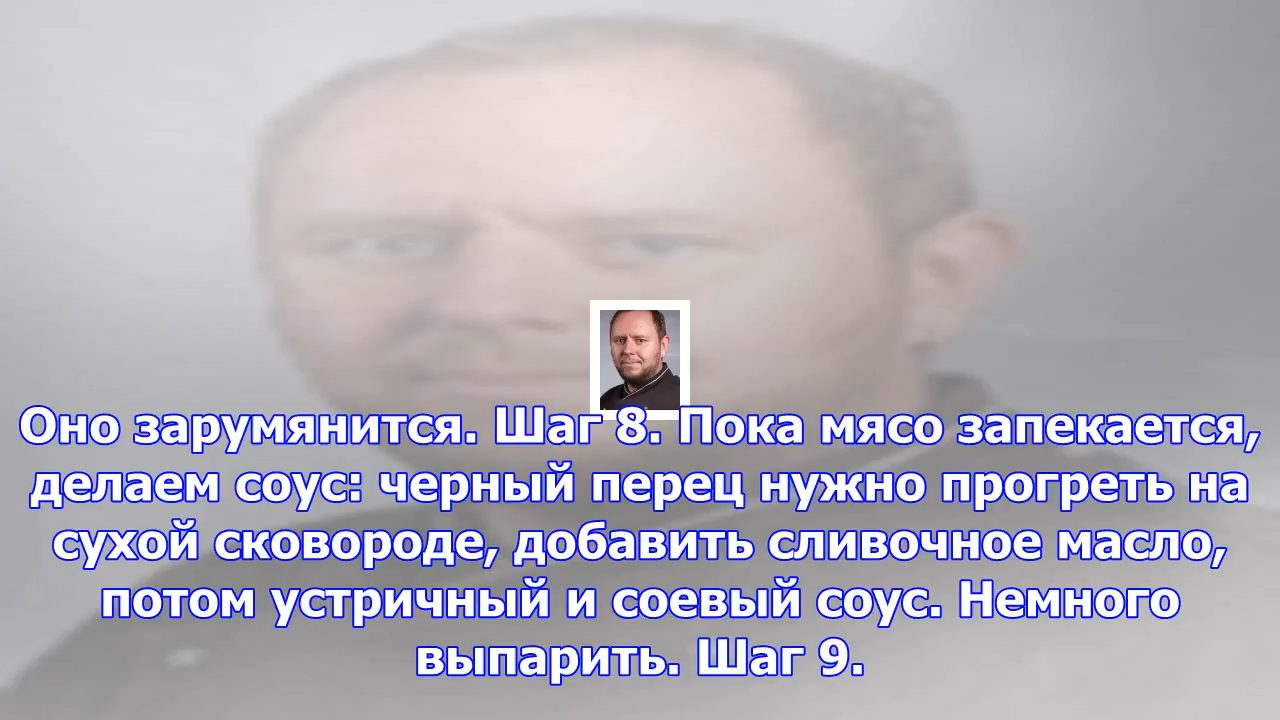 Оно зарумянится. Шаг 8. Пока мясо запекается,
делаем соус: черный перец нужно прогреть на
сухой сковороде, добавить сливочное масло,
потом устричный и соевый соус. Немного
выпарить. Шаг 9.